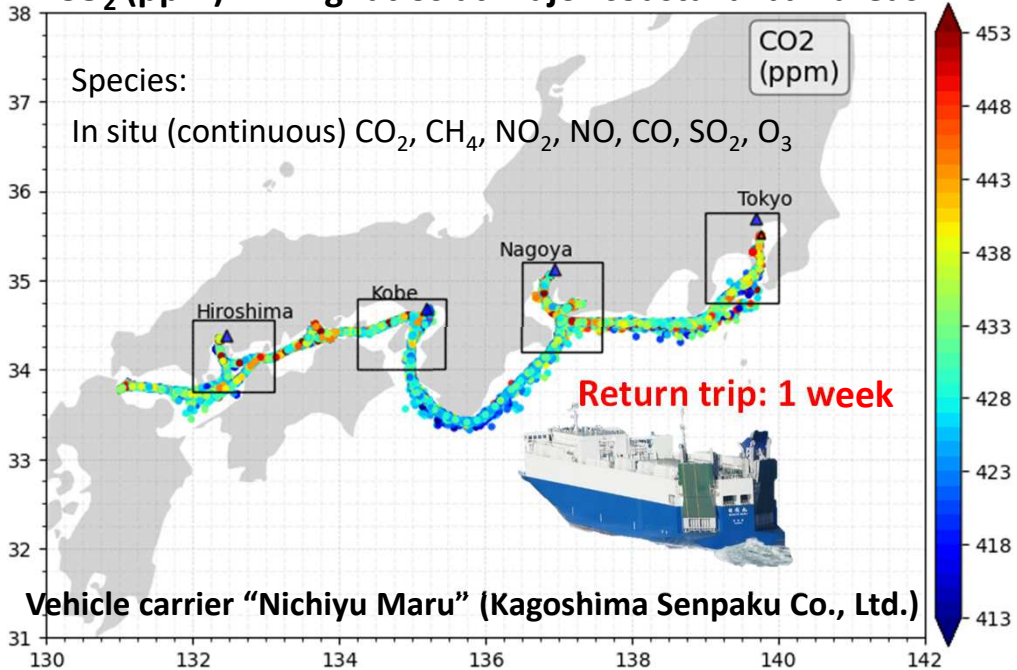 (ppm)
38
37
36
35
34
33
32
31
CO2
(ppm)
Species:
In situ (continuous) CO₂, CH₄, NO₂, NO, CO, SO₂, O₃
Tokyo
Nagoya
Kobe
Hiroshima
Return trip: 1 week
Vehicle carrier “Nichiyu Maru” (Kagoshima Senpaku Co., Ltd.)
130 132 134 136 138 140 142
453
448
443
438
433
428
423
418
413